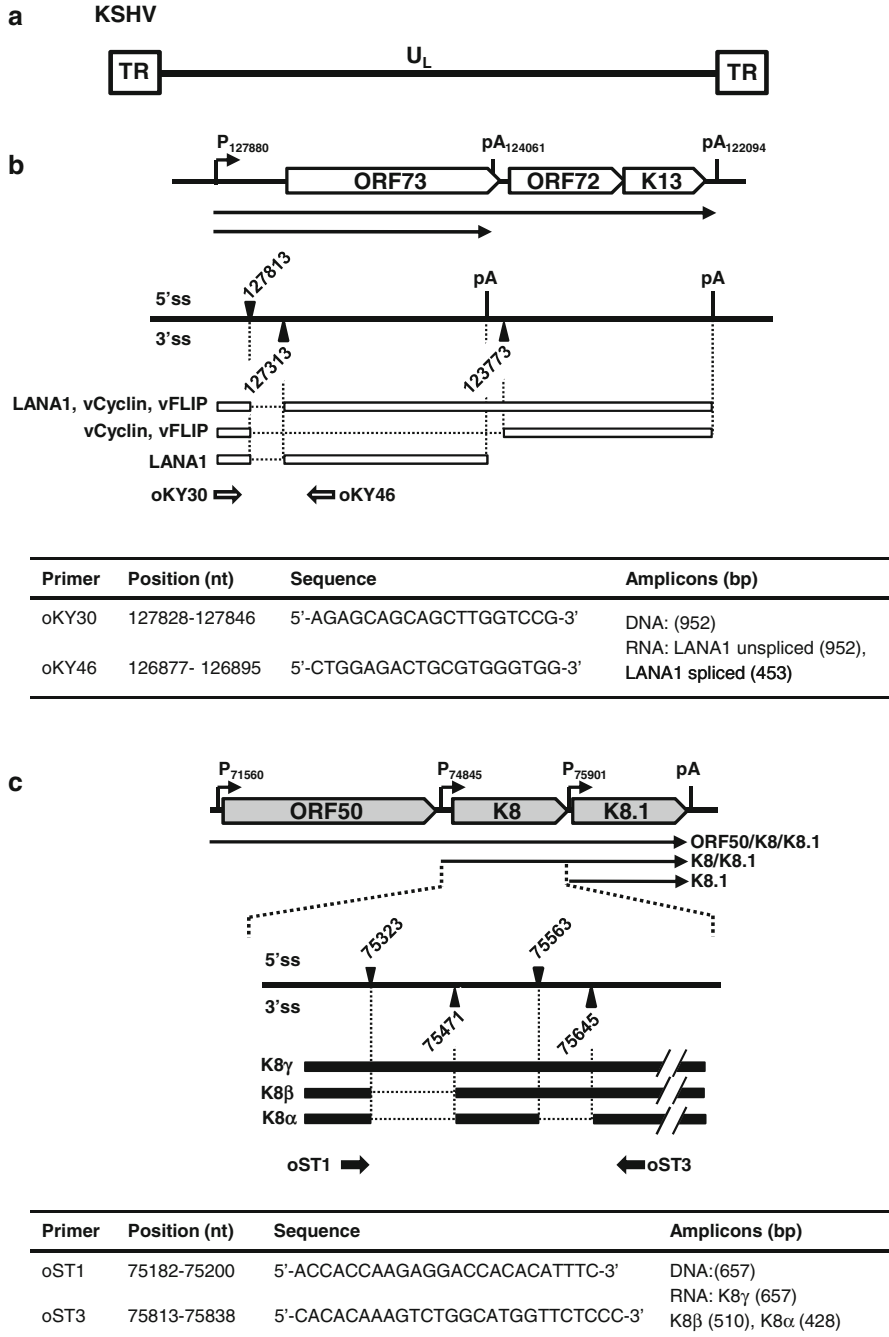 a KSHV
TR U_L TR
b
P127880 pA124061 pA122094
ORF73 ORF72 K13
127813 pA pA
5'ss
3'ss
127313 123773
LANA1, vCyclin, vFLIP
vCyclin, vFLIP
LANA1
oKY30 oKY46
Primer Position (nt) Sequence Amplicons (bp)
oKY30 127828-127846 5'-AGAGCAGCAGCTTGGTCCG-3' DNA: (952)
RNA: LANA1 unspliced (952),
oKY46 126877- 126895 5'-CTGGAGACTGCGTGGGTGG-3' LANA1 spliced (453)
c
P71560 P74845 P75901 pA
ORF50 K8 K8.1
ORF50/K8/K8.1
K8/K8.1
K8.1
75323 75563
5'ss
3'ss
75471 75645
K8γ
K8β
K8α
oST1 oST3
Primer Position (nt) Sequence Amplicons (bp)
oST1 75182-75200 5'-ACCACCAAGAGGACCACACATTTC-3' DNA:(657)
RNA: K8γ (657)
oST3 75813-75838 5'-CACACAAAGTCTGGCATGGTTCTCCC-3' K8β (510), K8α (428)